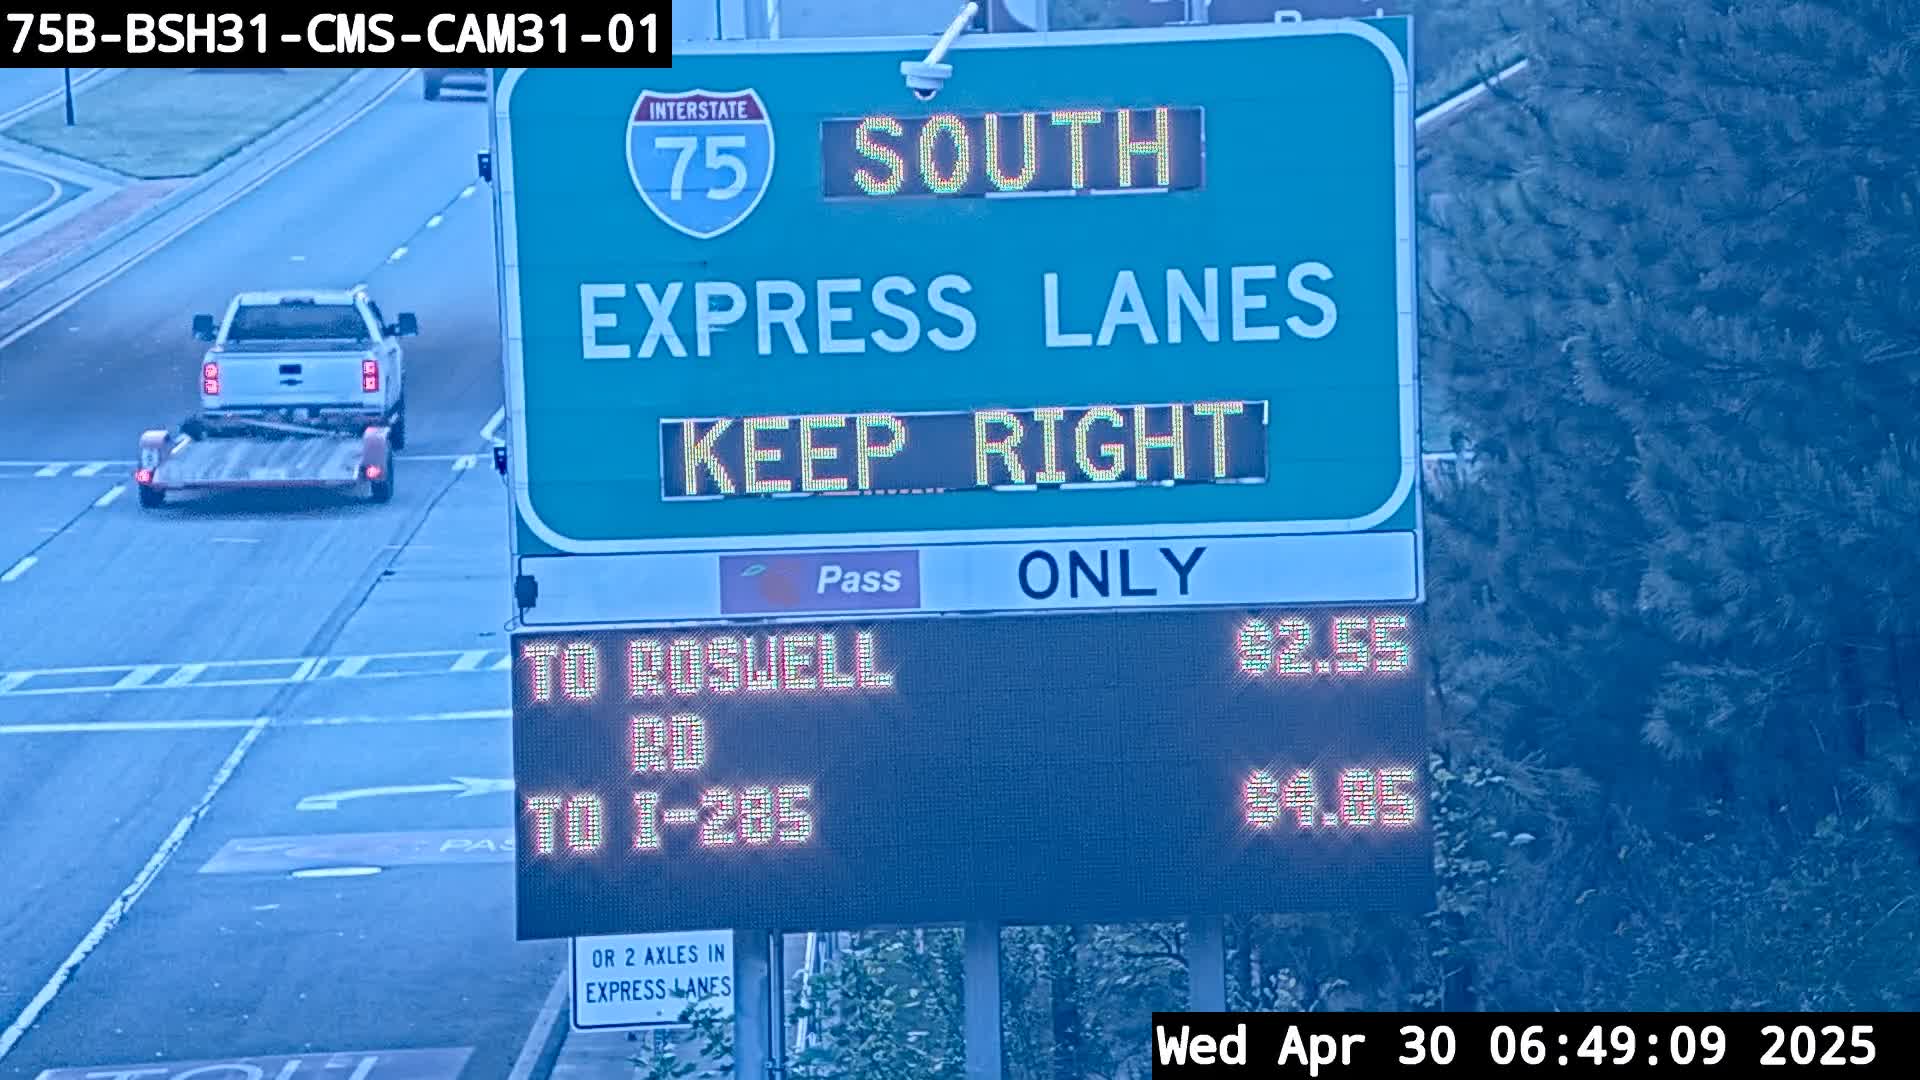 75B-BSH31-CMS-CAM31-01
INTERSTATE
75
SOUTH
EXPRESS LANES
KEEP RIGHT
Pass ONLY
TO ROSWELL $2.55
RD
TO I-285 $4.85
OR 2 AXLES IN
EXPRESS LANES
Wed Apr 30 06:49:09 2025